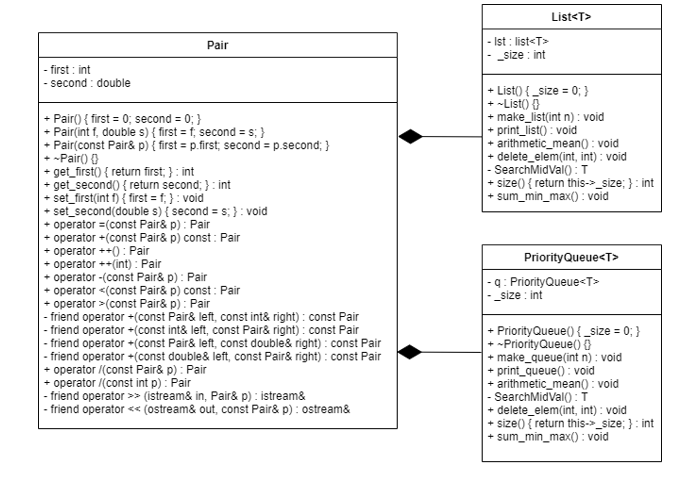 Pair
- first : int
- second : double
+ Pair() { first = 0; second = 0; }
+ Pair(int f, double s) { first = f; second = s; }
+ Pair(const Pair& p) { first = p.first; second = p.second; }
+ ~Pair() {}
+ get_first() { return first; } : int
+ get_second() { return second; } : int
+ set_first(int f) { first = f; } : void
+ set_second(double s) { second = s; } : void
+ operator =(const Pair& p) : Pair
+ operator +(const Pair& p) const : Pair
+ operator ++() : Pair
+ operator ++(int) : Pair
+ operator -(const Pair& p) : Pair
+ operator <(const Pair& p) const : Pair
+ operator >(const Pair& p) : Pair
- friend operator +(const Pair& left, const int& right) : const Pair
- friend operator +(const int& left, const Pair& right) : const Pair
- friend operator +(const Pair& left, const double& right) : const Pair
- friend operator +(const double& left, const Pair& right) : const Pair
+ operator /(const Pair& p) : Pair
+ operator /(const int p) : Pair
- friend operator >> (istream& in, Pair& p) : istream&
- friend operator << (ostream& out, const Pair& p) : ostream&
List<T>
- lst : list<T>
- _size : int
+ List() { _size = 0; }
+ ~List() {}
+ make_list(int n) : void
+ print_list() : void
+ arithmetic_mean() : void
+ delete_elem(int, int) : void
- SearchMidVal() : T
+ size() { return this->_size; } : int
+ sum_min_max() : void
PriorityQueue<T>
- q : PriorityQueue<T>
- _size : int
+ PriorityQueue() { _size = 0; }
+ ~PriorityQueue() {}
+ make_queue(int n) : void
+ print_queue() : void
+ arithmetic_mean() : void
- SearchMidVal() : T
+ delete_elem(int, int) : void
+ size() { return this->_size; } : int
+ sum_min_max() : void